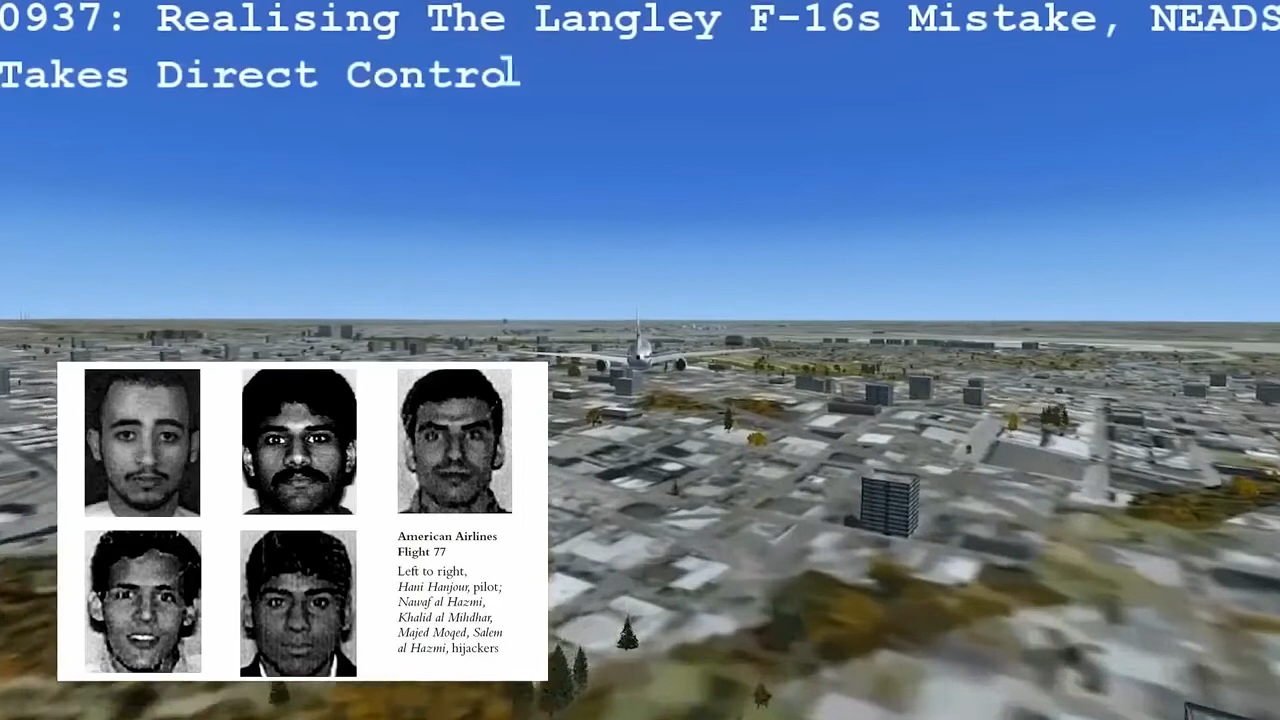 0937: Realising The Langley F-16s Mistake, NEADS
Takes Direct Control
American Airlines
Flight 77
Left to right,
Hani Hanjour, pilot;
Nawaf al Hazmi,
Khalid al Mihdhar,
Majed Moqed, Salem
al Hazmi, hijackers